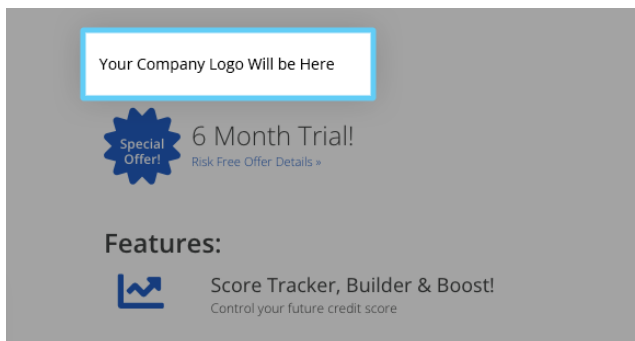 Your Company Logo Will be Here
Special
Offer!
6 Month Trial!
Risk Free Offer Details »
Features:
Score Tracker, Builder & Boost!
Control your future credit score